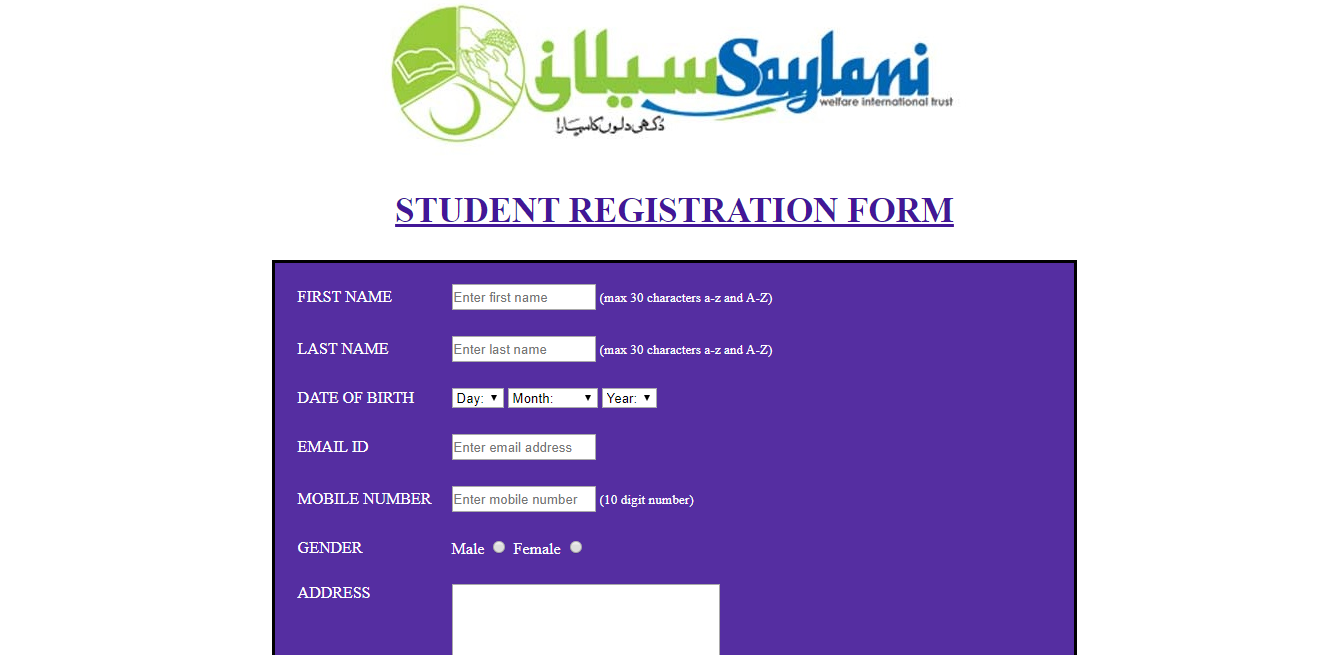 سیلانی Saylani
welfare international trust
دُکھی دلوں کا سہارا
STUDENT REGISTRATION FORM
FIRST NAME Enter first name (max 30 characters a-z and A-Z)
LAST NAME Enter last name (max 30 characters a-z and A-Z)
DATE OF BIRTH Day: Month: Year:
EMAIL ID Enter email address
MOBILE NUMBER Enter mobile number (10 digit number)
GENDER Male Female
ADDRESS